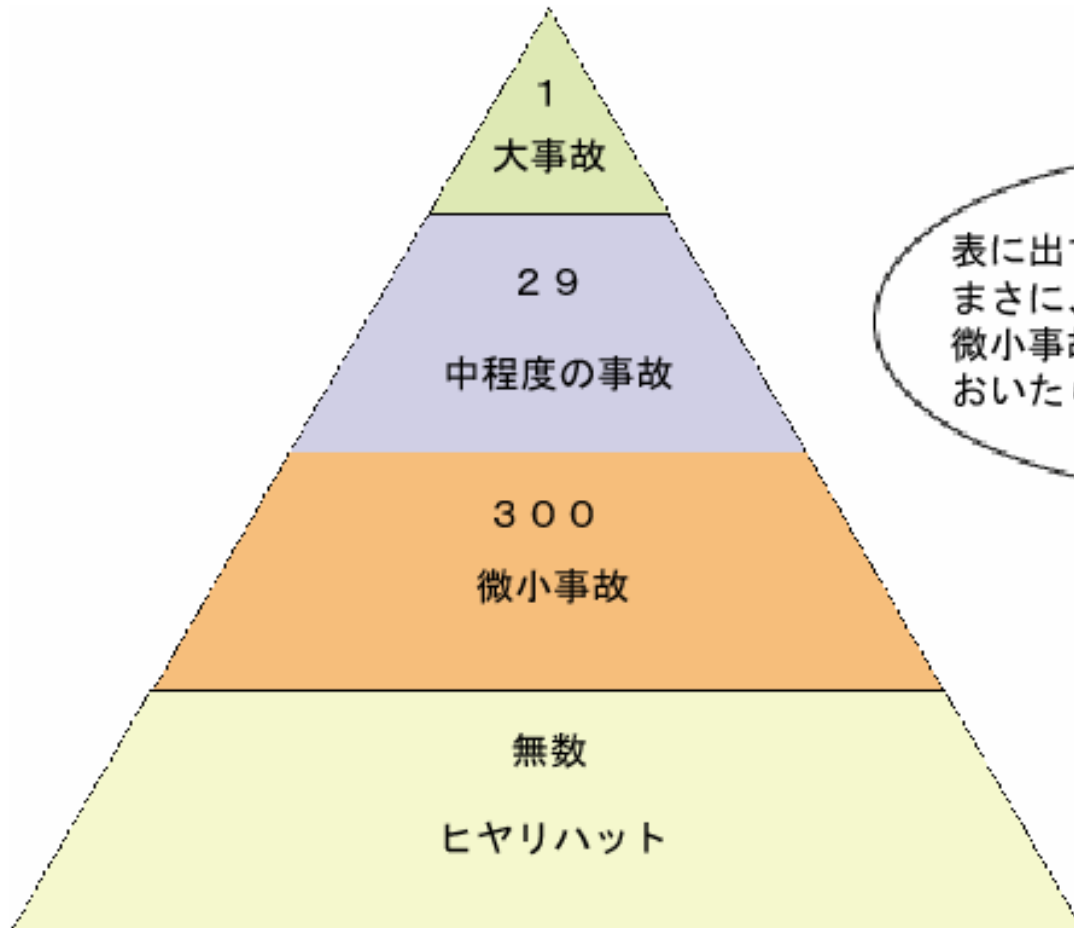 １
大事故
２９
中程度の事故
３００
微小事故
無数
ヒヤリハット
表に出
まさに、
微小事
おいた